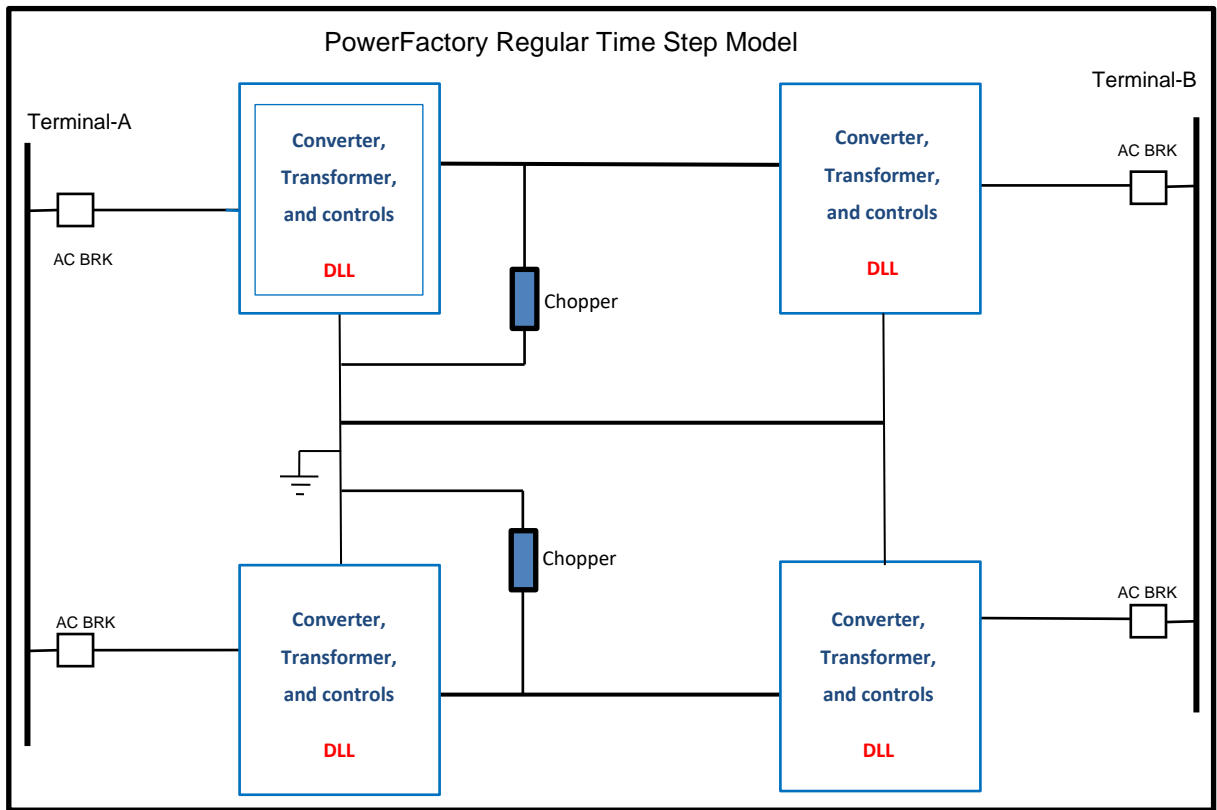 PowerFactory Regular Time Step Model
Terminal-A
Terminal-B
AC BRK
Converter,
Transformer,
and controls
DLL
Converter,
Transformer,
and controls
DLL
AC BRK
Chopper
AC BRK
Converter,
Transformer,
and controls
DLL
Chopper
Converter,
Transformer,
and controls
DLL
AC BRK